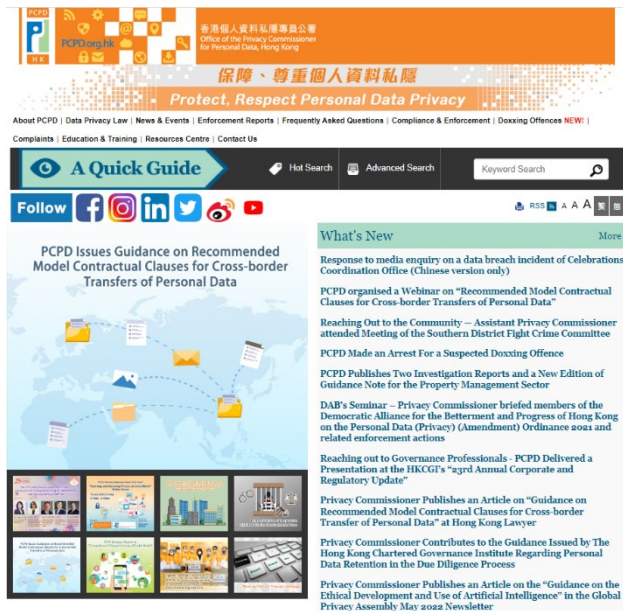 PCPD
PCPD.org.hk
H K
香港個人資料私隱專員公署
Office of the Privacy Commissioner
for Personal Data, Hong Kong
保障、尊重個人資料私隱
Protect, Respect Personal Data Privacy
About PCPD | Data Privacy Law | News & Events | Enforcement Reports | Frequently Asked Questions | Compliance & Enforcement | Doxxing Offences NEW! |
Complaints | Education & Training | Resources Centre | Contact Us
A Quick Guide
Hot Search
Advanced Search
Keyword Search
Follow
RSS A A A 繁 簡
PCPD Issues Guidance on Recommended
Model Contractual Clauses for Cross-border
Transfers of Personal Data
What's New
More
Response to media enquiry on a data breach incident of Celebrations
Coordination Office (Chinese version only)
PCPD organised a Webinar on "Recommended Model Contractual
Clauses for Cross-border Transfers of Personal Data"
Reaching Out to the Community — Assistant Privacy Commissioner
attended Meeting of the Southern District Fight Crime Committee
PCPD Made an Arrest For a Suspected Doxxing Offence
PCPD Publishes Two Investigation Reports and a New Edition of
Guidance Note for the Property Management Sector
DAB's Seminar – Privacy Commissioner briefed members of the
Democratic Alliance for the Betterment and Progress of Hong Kong
on the Personal Data (Privacy) (Amendment) Ordinance 2021 and
related enforcement actions
Reaching out to Governance Professionals - PCPD Delivered a
Presentation at the HKCGI's "23rd Annual Corporate and
Regulatory Update"
Privacy Commissioner Publishes an Article on "Guidance on
Recommended Model Contractual Clauses for Cross-border
Transfer of Personal Data" at Hong Kong Lawyer
Privacy Commissioner Contributes to the Guidance Issued by The
Hong Kong Chartered Governance Institute Regarding Personal
Data Retention in the Due Diligence Process
Privacy Commissioner Publishes an Article on the "Guidance on the
Ethical Development and Use of Artificial Intelligence" in the Global
Privacy Assembly May 2022 Newsletter